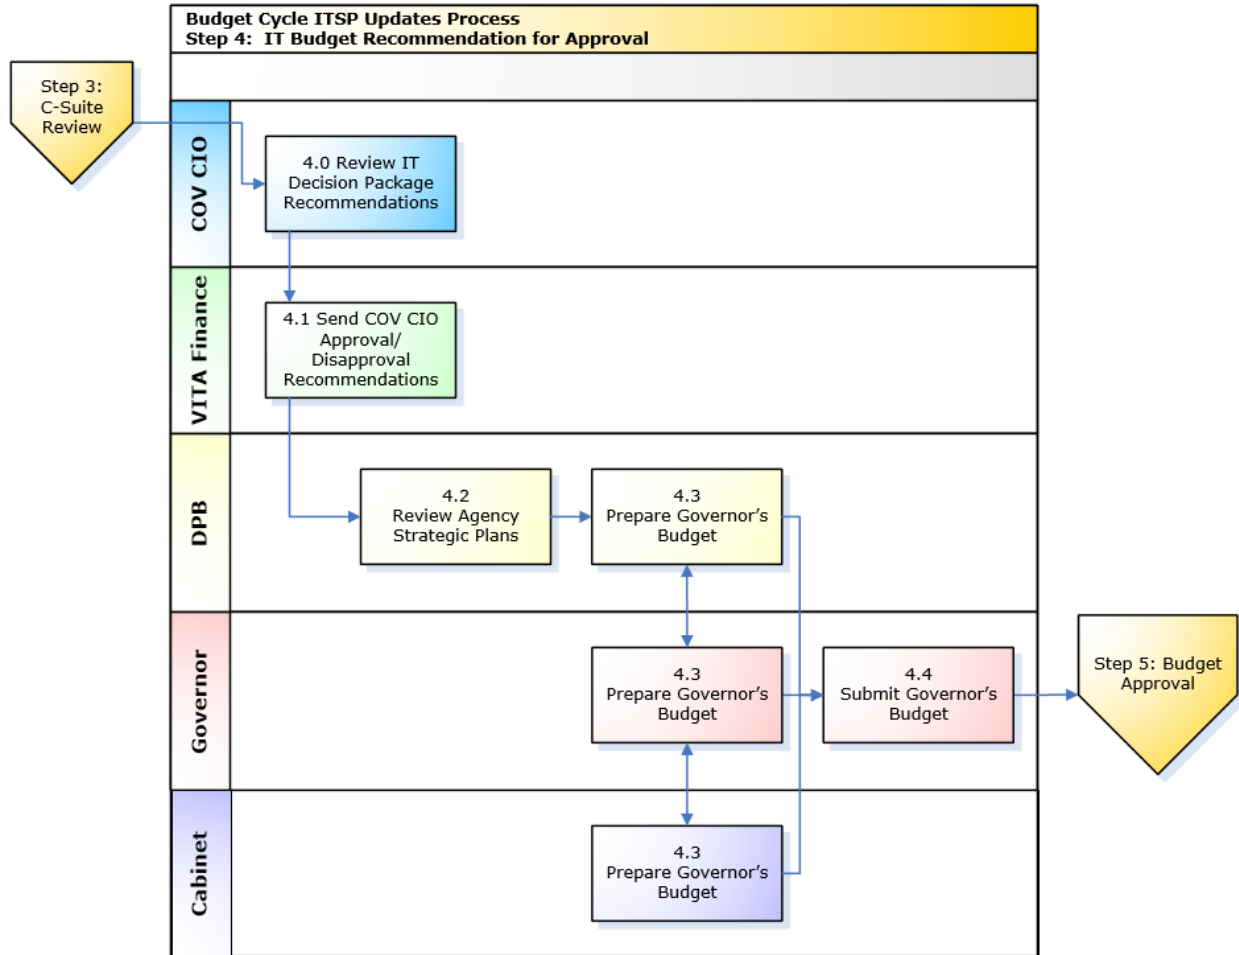 Budget Cycle ITSP Updates Process
Step 4:  IT Budget Recommendation for Approval
Step 3:
C-Suite
Review
COV CIO
4.0 Review IT
Decision Package
Recommendations
VITA Finance
4.1 Send COV CIO
Approval/
Disapproval
Recommendations
DPB
4.2
Review Agency
Strategic Plans
4.3
Prepare Governor’s
Budget
Governor
4.3
Prepare Governor’s
Budget
4.4
Submit Governor’s
Budget
Step 5: Budget
Approval
Cabinet
4.3
Prepare Governor’s
Budget